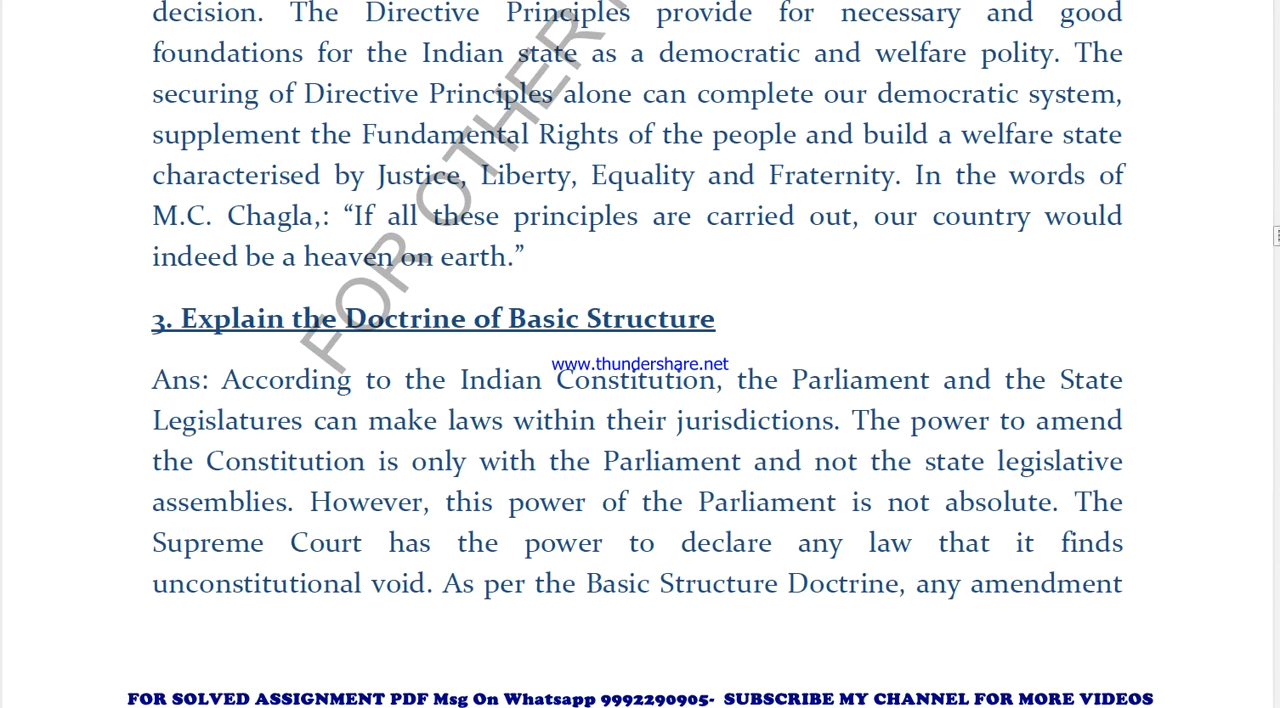 decision. The Directive Principles provide for necessary and good
foundations for the Indian state as a democratic and welfare polity. The
securing of Directive Principles alone can complete our democratic system,
supplement the Fundamental Rights of the people and build a welfare state
characterised by Justice, Liberty, Equality and Fraternity. In the words of
M.C. Chagla,: “If all these principles are carried out, our country would
indeed be a heaven on earth.”
3. Explain the Doctrine of Basic Structure
www.thundershare.net
Ans: According to the Indian Constitution, the Parliament and the State
Legislatures can make laws within their jurisdictions. The power to amend
the Constitution is only with the Parliament and not the state legislative
assemblies. However, this power of the Parliament is not absolute. The
Supreme Court has the power to declare any law that it finds
unconstitutional void. As per the Basic Structure Doctrine, any amendment
FOR OTHER
FOR SOLVED ASSIGNMENT PDF Msg On Whatsapp 9992290905- SUBSCRIBE MY CHANNEL FOR MORE VIDEOS